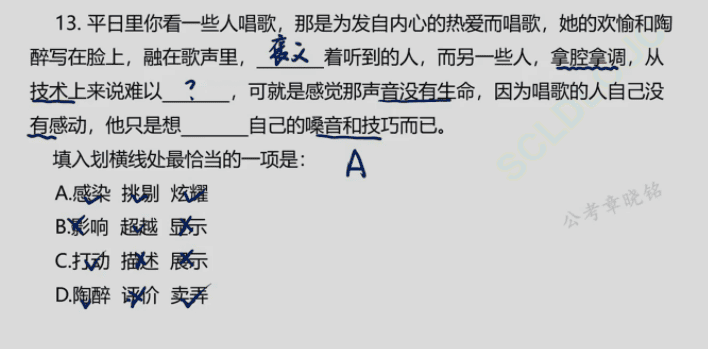 13. 平日里你看一些人唱歌，那是为发自内心的热爱而唱歌，她的欢愉和陶
醉写在脸上，融在歌声里，______着听到的人，而另一些人，拿腔拿调，从
褒义
技术上来说难以______，可就是感觉那声音没有生命，因为唱歌的人自己没
?
有感动，他只是想______自己的嗓音和技巧而已。
填入划横线处最恰当的一项是：
A
A.感染 挑剔 炫耀
B.影响 超越 显示
C.打动 描述 展示
D.陶醉 评价 卖弄
公考章晓铭